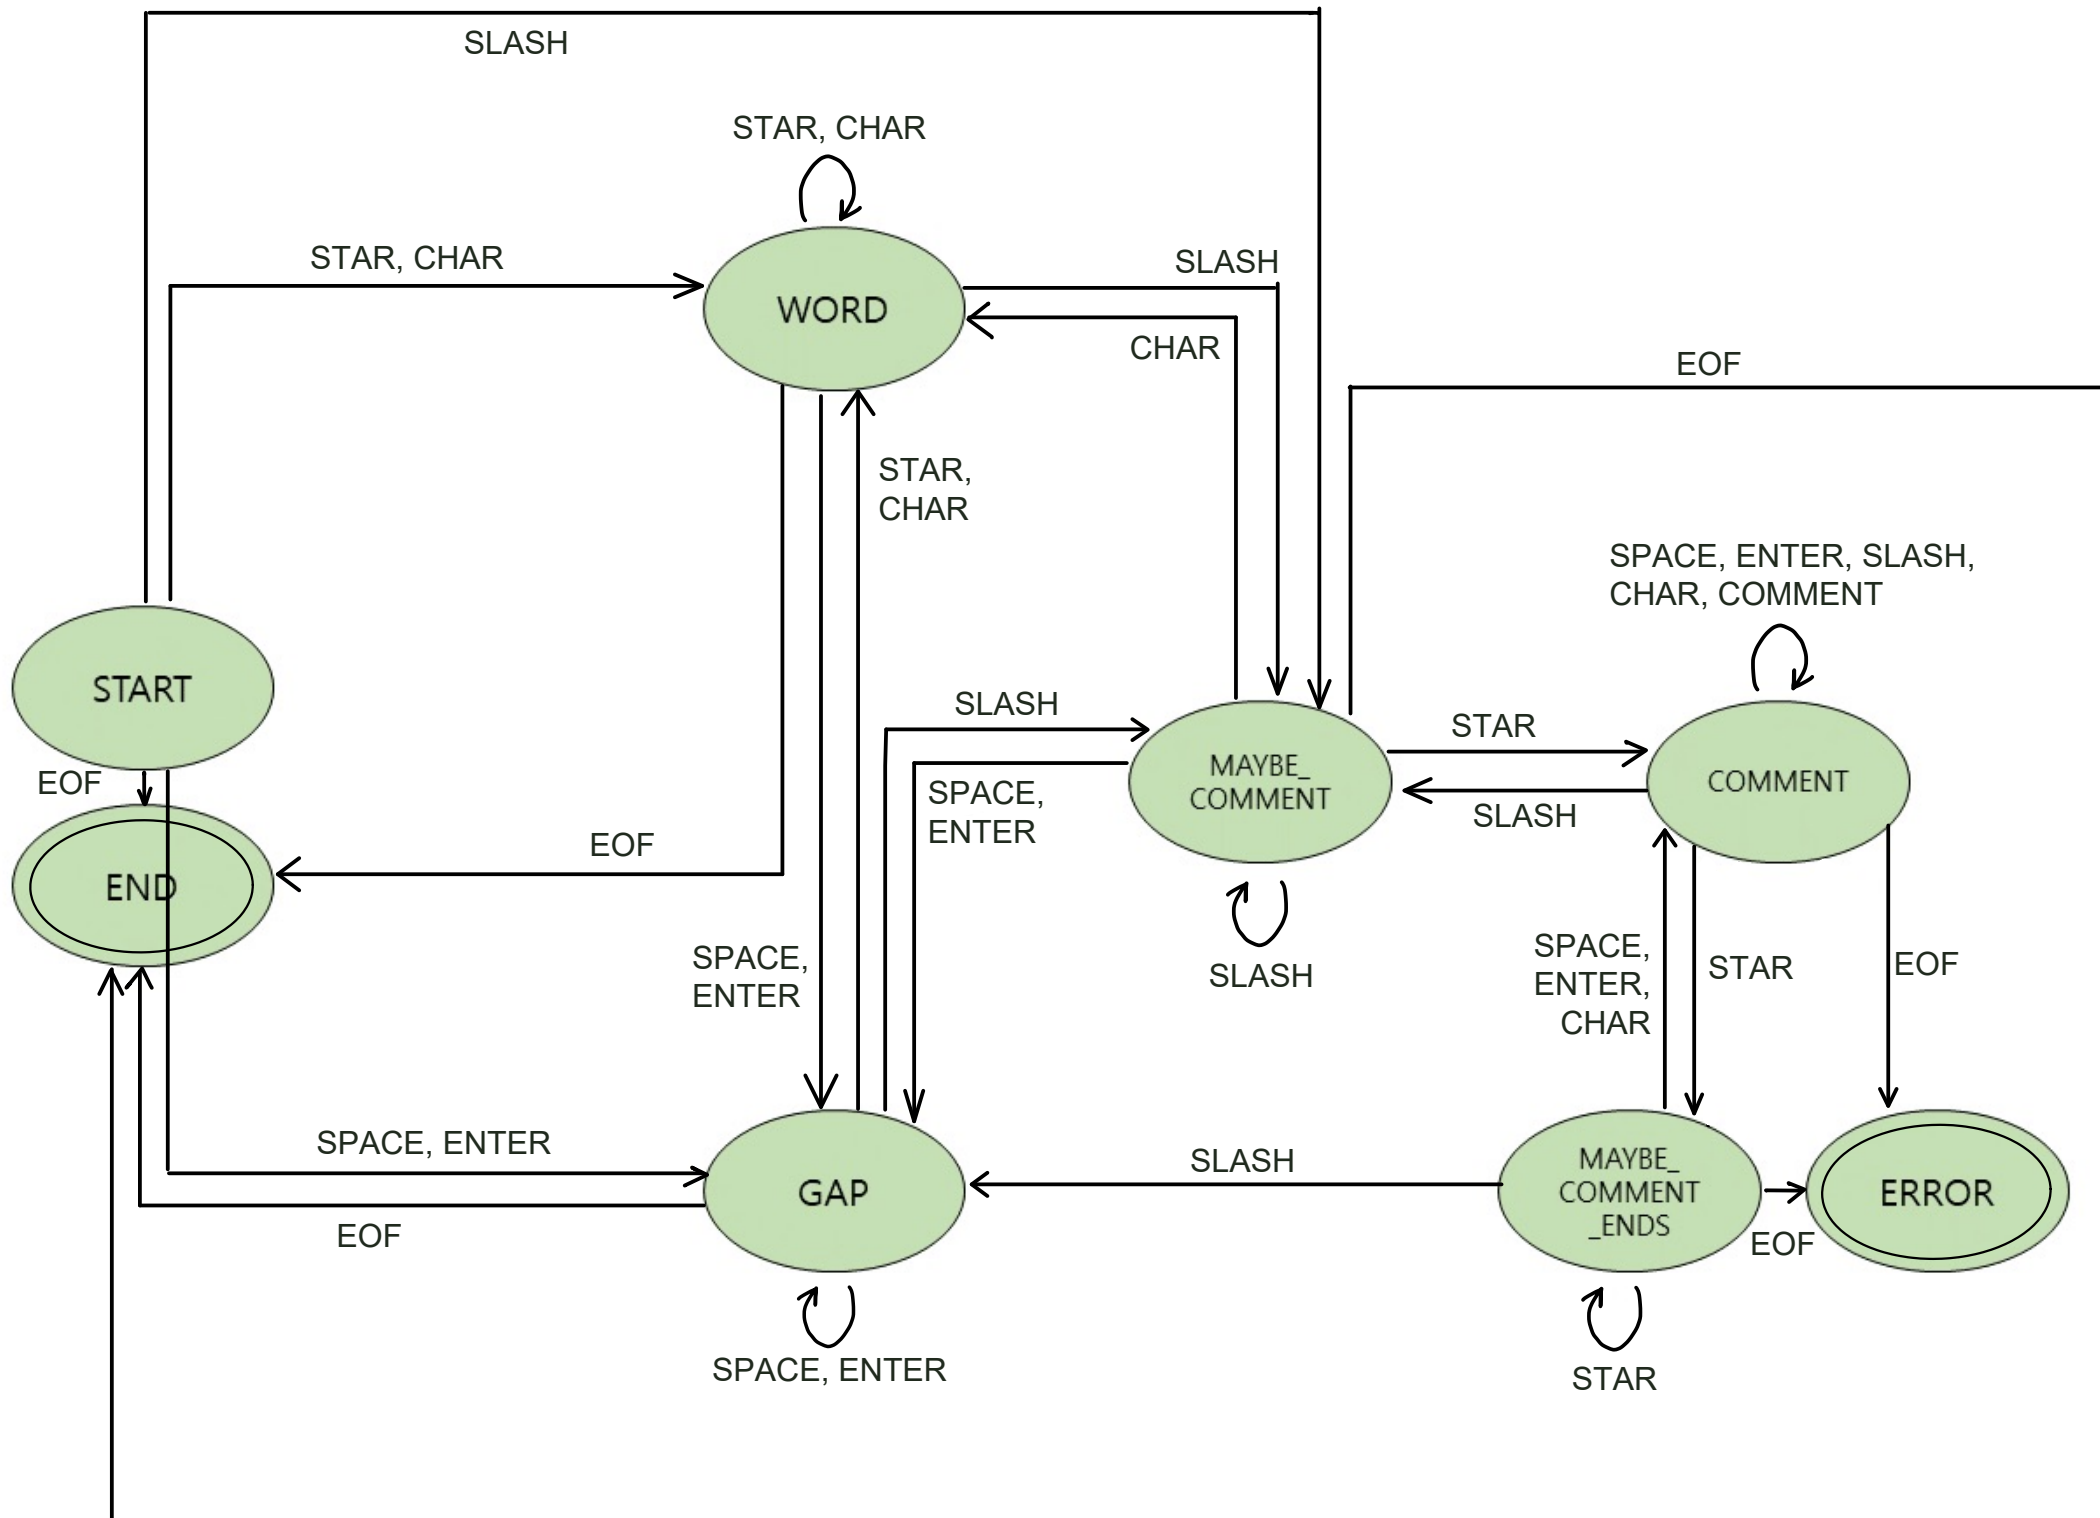 SLASH
STAR, CHAR
STAR, CHAR
SLASH
WORD
CHAR
EOF
STAR,
CHAR
SPACE, ENTER, SLASH,
CHAR, COMMENT
START
SLASH
STAR
EOF
MAYBE_
COMMENT
COMMENT
SPACE,
ENTER
SLASH
EOF
END
SPACE,
ENTER
SLASH
SPACE,
ENTER,
CHAR
STAR
EOF
SPACE, ENTER
SLASH
GAP
MAYBE_
COMMENT
_ENDS
ERROR
EOF
EOF
SPACE, ENTER
STAR